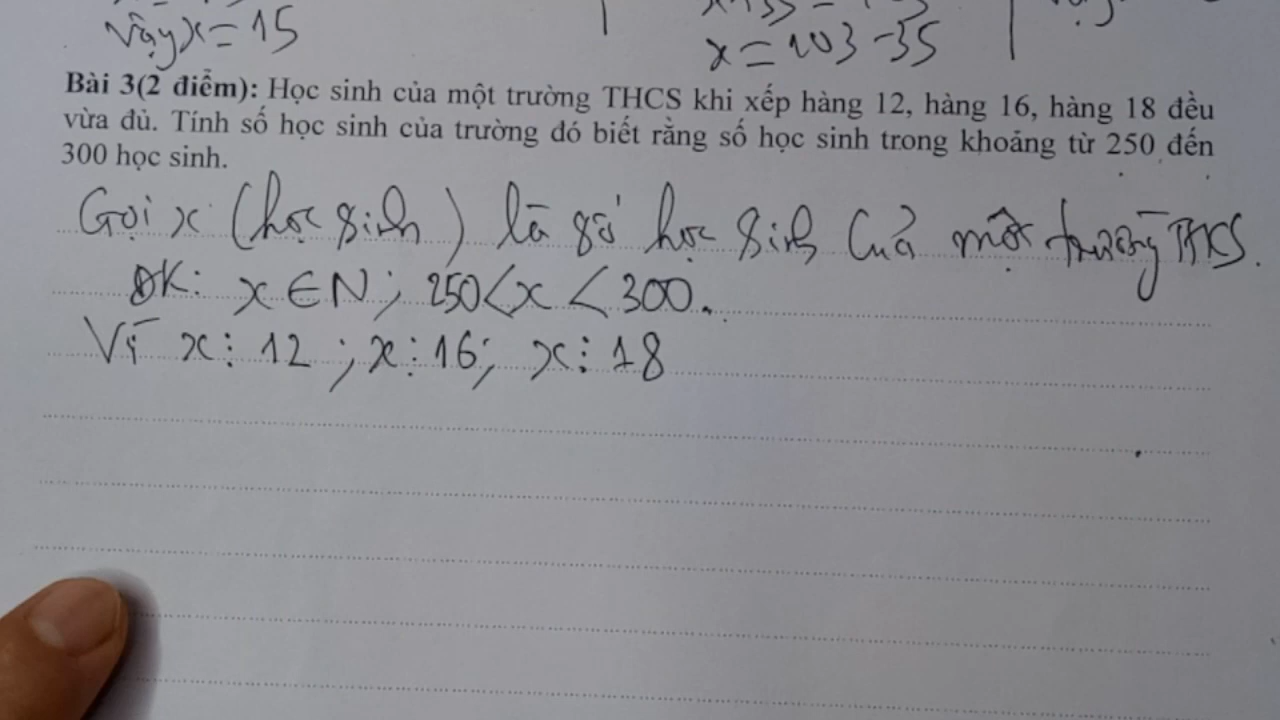 Vậy x = 15
x = 103 - 35
Bài 3(2 điểm): Học sinh của một trường THCS khi xếp hàng 12, hàng 16, hàng 18 đều
vừa đủ. Tính số học sinh của trường đó biết rằng số học sinh trong khoảng từ 250 đến
300 học sinh.
Gọi x (học sinh) là số học sinh của một trường THCS.
ĐK: x ∈ N; 250 < x < 300.
Vì x ⋮ 12; x ⋮ 16; x ⋮ 18